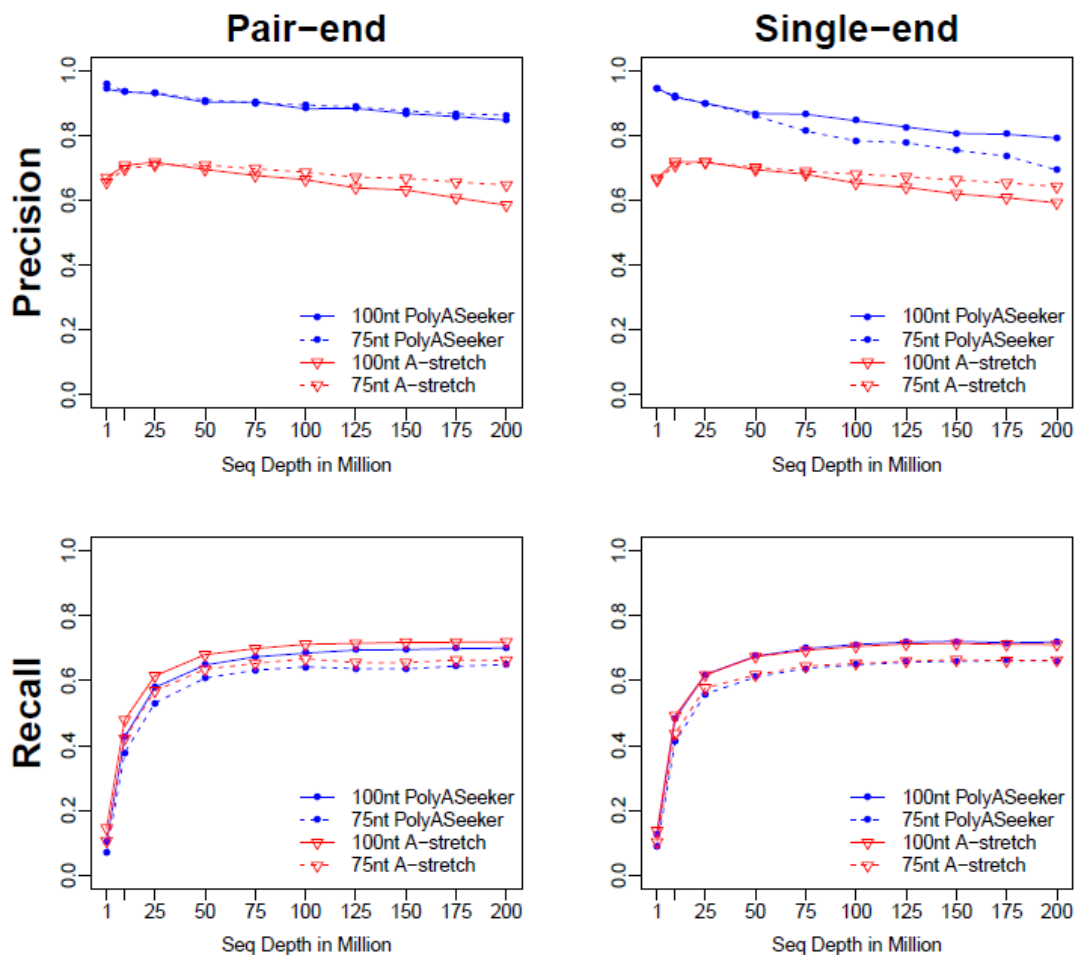 Pair−end
Single−end
Precision
1.0
0.8
0.6
0.4
0.2
0.0
100nt PolyASeeker
75nt PolyASeeker
100nt A−stretch
75nt A−stretch
1 25 50 75 100 125 150 175 200
Seq Depth in Million
1.0
0.8
0.6
0.4
0.2
0.0
100nt PolyASeeker
75nt PolyASeeker
100nt A−stretch
75nt A−stretch
1 25 50 75 100 125 150 175 200
Seq Depth in Million
Recall
1.0
0.8
0.6
0.4
0.2
0.0
100nt PolyASeeker
75nt PolyASeeker
100nt A−stretch
75nt A−stretch
1 25 50 75 100 125 150 175 200
Seq Depth in Million
1.0
0.8
0.6
0.4
0.2
0.0
100nt PolyASeeker
75nt PolyASeeker
100nt A−stretch
75nt A−stretch
1 25 50 75 100 125 150 175 200
Seq Depth in Million